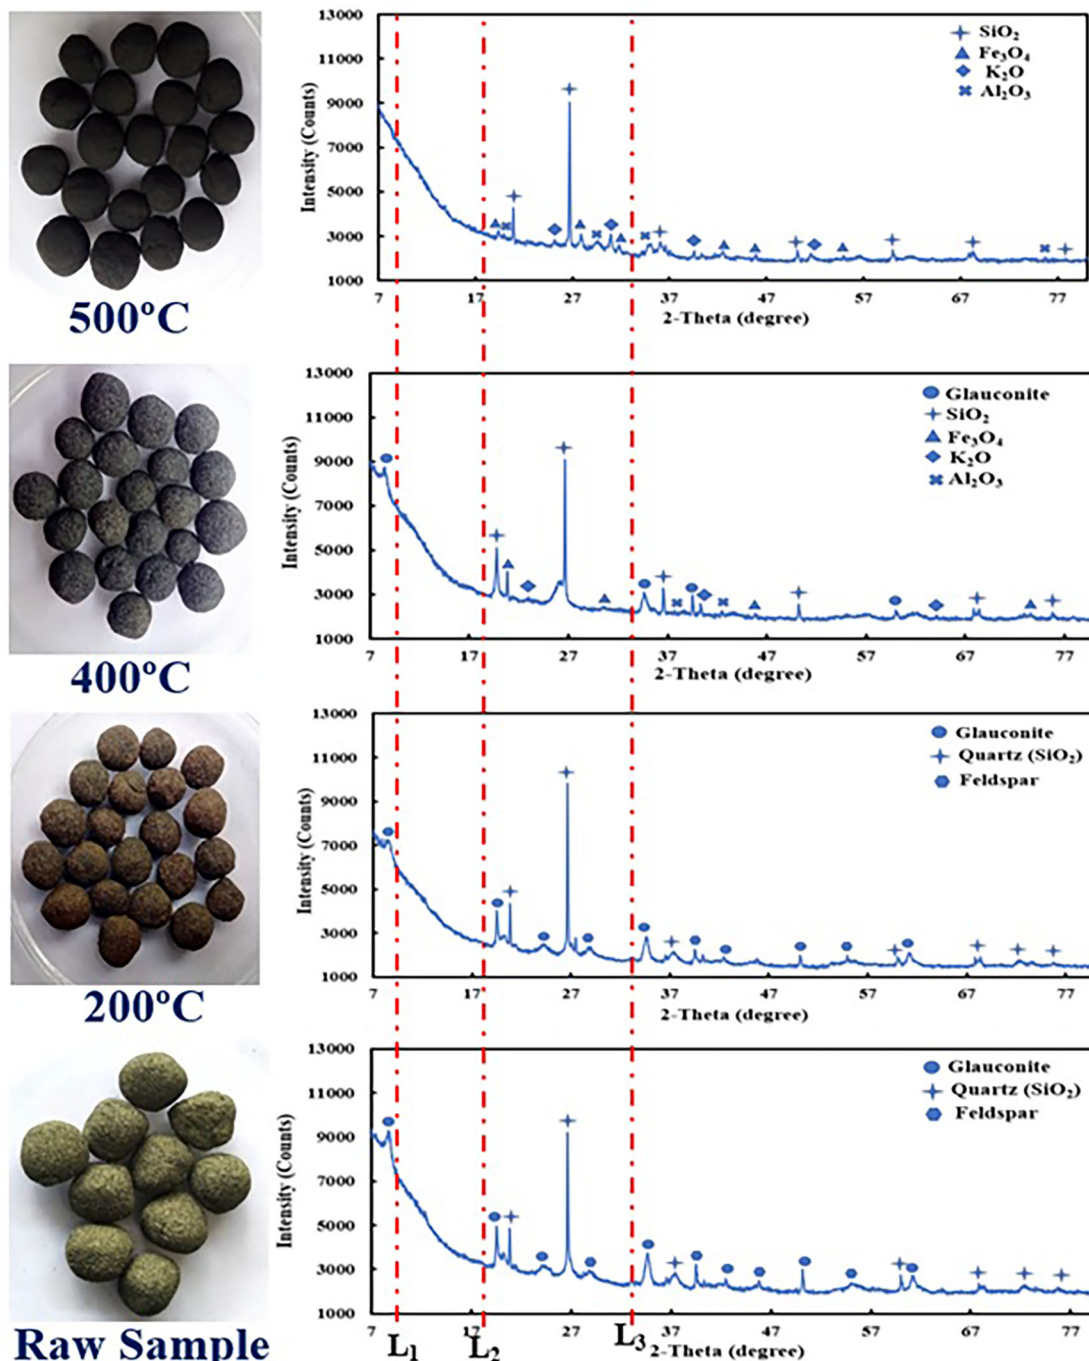 13000
11000
9000
7000
5000
3000
1000
Intensity (Counts)
SiO₂
Fe₃O₄
K₂O
Al₂O₃
7 17 27 37 47 57 67 77
2-Theta (degree)
500ºC
13000
11000
9000
7000
5000
3000
1000
Intensity (Counts)
Glauconite
SiO₂
Fe₃O₄
K₂O
Al₂O₃
7 17 27 37 47 57 67 77
2-Theta (degree)
400ºC
13000
11000
9000
7000
5000
3000
1000
Intensity (Counts)
Glauconite
Quartz (SiO₂)
Feldspar
7 17 27 37 47 57 67 77
2-Theta (degree)
200ºC
13000
11000
9000
7000
5000
3000
1000
Intensity (Counts)
Glauconite
Quartz (SiO₂)
Feldspar
7 17 27 37 47 57 67 77
2-Theta (degree)
Raw Sample
L₁ L₂ L₃